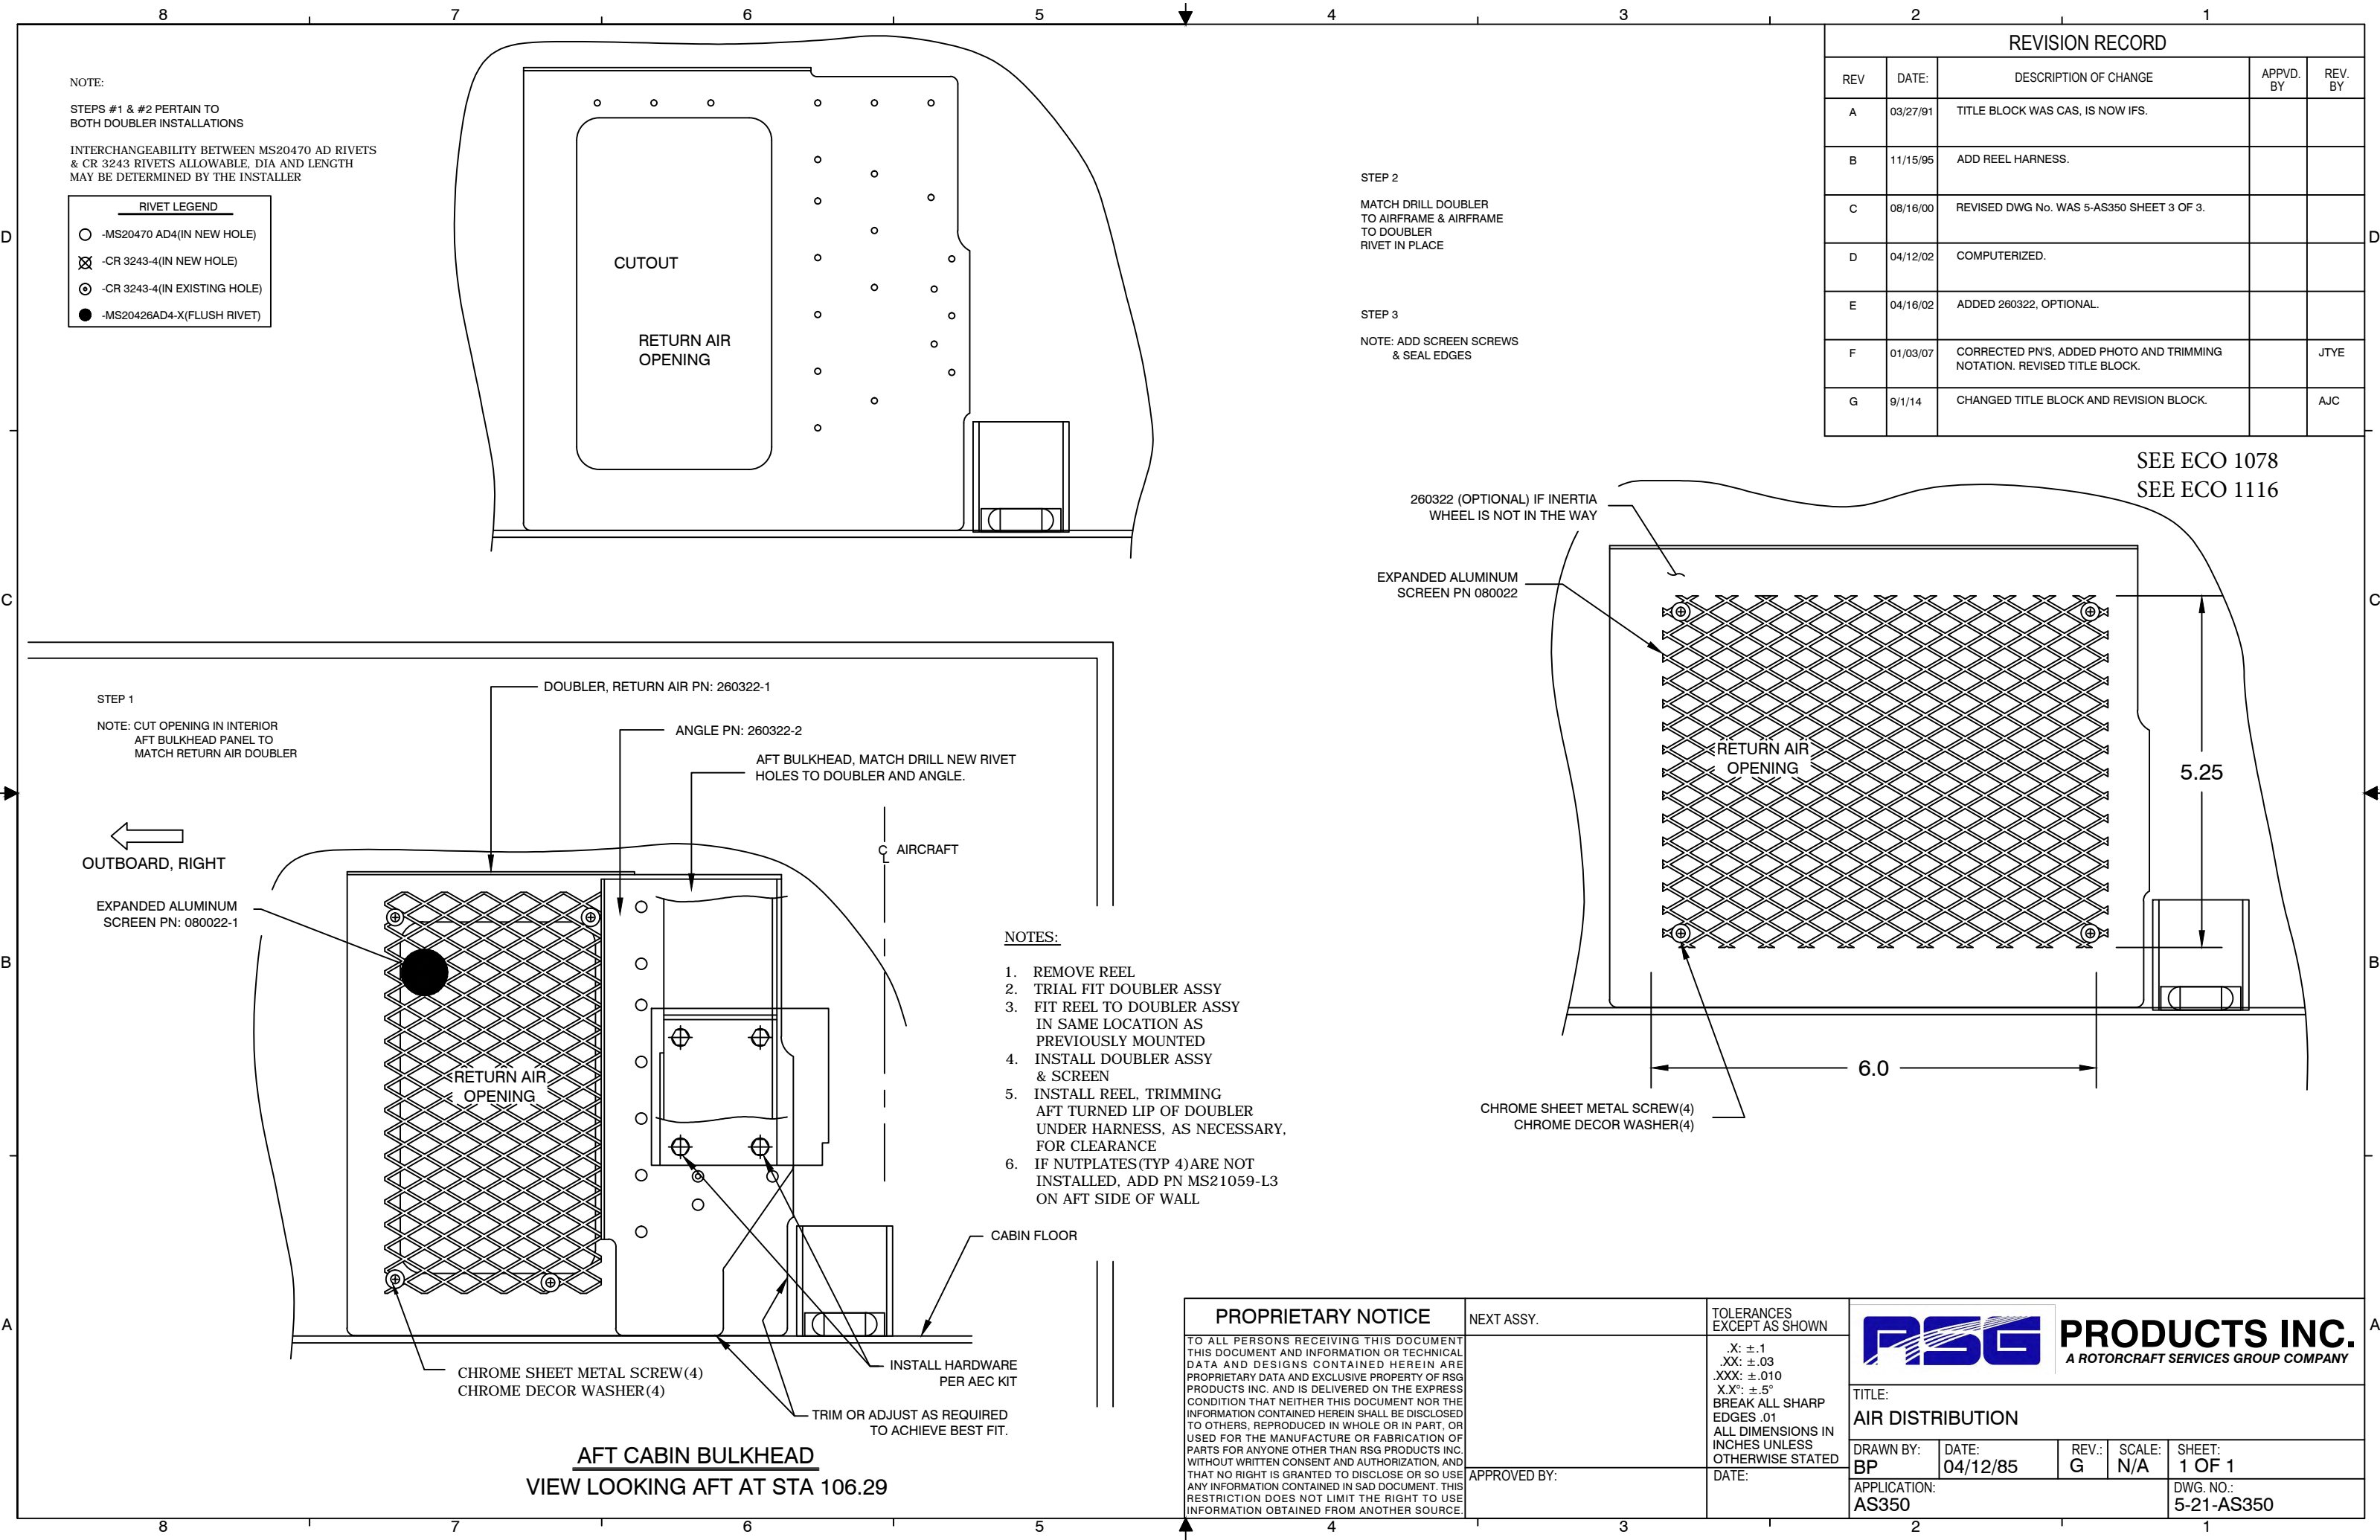 8 7 6 5 4 3 2 1
NOTE:
STEPS #1 & #2 PERTAIN TO
BOTH DOUBLER INSTALLATIONS
INTERCHANGEABILITY BETWEEN MS20470 AD RIVETS
& CR 3243 RIVETS ALLOWABLE, DIA AND LENGTH
MAY BE DETERMINED BY THE INSTALLER
RIVET LEGEND
-MS20470 AD4(IN NEW HOLE)
-CR 3243-4(IN NEW HOLE)
-CR 3243-4(IN EXISTING HOLE)
-MS20426AD4-X(FLUSH RIVET)
CUTOUT
RETURN AIR
OPENING
STEP 2
MATCH DRILL DOUBLER
TO AIRFRAME & AIRFRAME
TO DOUBLER
RIVET IN PLACE
STEP 3
NOTE: ADD SCREEN SCREWS
& SEAL EDGES
REVISION RECORD
REV DATE: DESCRIPTION OF CHANGE APPVD. BY REV. BY
A 03/27/91 TITLE BLOCK WAS CAS, IS NOW IFS.
B 11/15/95 ADD REEL HARNESS.
C 08/16/00 REVISED DWG No. WAS 5-AS350 SHEET 3 OF 3.
D 04/12/02 COMPUTERIZED.
E 04/16/02 ADDED 260322, OPTIONAL.
F 01/03/07 CORRECTED PN'S, ADDED PHOTO AND TRIMMING JTYE
NOTATION. REVISED TITLE BLOCK.
G 9/1/14 CHANGED TITLE BLOCK AND REVISION BLOCK. AJC
D D
SEE ECO 1078
SEE ECO 1116
260322 (OPTIONAL) IF INERTIA
WHEEL IS NOT IN THE WAY
EXPANDED ALUMINUM
SCREEN PN 080022
C C
RETURN AIR
OPENING
5.25
6.0
CHROME SHEET METAL SCREW(4)
CHROME DECOR WASHER(4)
STEP 1
NOTE: CUT OPENING IN INTERIOR
AFT BULKHEAD PANEL TO
MATCH RETURN AIR DOUBLER
DOUBLER, RETURN AIR PN: 260322-1
ANGLE PN: 260322-2
AFT BULKHEAD, MATCH DRILL NEW RIVET
HOLES TO DOUBLER AND ANGLE.
OUTBOARD, RIGHT
CL AIRCRAFT
EXPANDED ALUMINUM
SCREEN PN: 080022-1
B B
RETURN AIR
OPENING
NOTES:
1. REMOVE REEL
2. TRIAL FIT DOUBLER ASSY
3. FIT REEL TO DOUBLER ASSY
IN SAME LOCATION AS
PREVIOUSLY MOUNTED
4. INSTALL DOUBLER ASSY
& SCREEN
5. INSTALL REEL, TRIMMING
AFT TURNED LIP OF DOUBLER
UNDER HARNESS, AS NECESSARY,
FOR CLEARANCE
6. IF NUTPLATES(TYP 4)ARE NOT
INSTALLED, ADD PN MS21059-L3
ON AFT SIDE OF WALL
CABIN FLOOR
A A
CHROME SHEET METAL SCREW(4)
CHROME DECOR WASHER(4)
INSTALL HARDWARE
PER AEC KIT
TRIM OR ADJUST AS REQUIRED
TO ACHIEVE BEST FIT.
AFT CABIN BULKHEAD
VIEW LOOKING AFT AT STA 106.29
PROPRIETARY NOTICE
TO ALL PERSONS RECEIVING THIS DOCUMENT
THIS DOCUMENT AND INFORMATION OR TECHNICAL
DATA AND DESIGNS CONTAINED HEREIN ARE
PROPRIETARY DATA AND EXCLUSIVE PROPERTY OF RSG
PRODUCTS INC. AND IS DELIVERED ON THE EXPRESS
CONDITION THAT NEITHER THIS DOCUMENT NOR THE
INFORMATION CONTAINED HEREIN SHALL BE DISCLOSED
TO OTHERS, REPRODUCED IN WHOLE OR IN PART, OR
USED FOR THE MANUFACTURE OR FABRICATION OF
PARTS FOR ANYONE OTHER THAN RSG PRODUCTS INC.
WITHOUT WRITTEN CONSENT AND AUTHORIZATION, AND
THAT NO RIGHT IS GRANTED TO DISCLOSE OR SO USE
ANY INFORMATION CONTAINED IN SAD DOCUMENT. THIS
RESTRICTION DOES NOT LIMIT THE RIGHT TO USE
INFORMATION OBTAINED FROM ANOTHER SOURCE.
NEXT ASSY.
APPROVED BY:
TOLERANCES
EXCEPT AS SHOWN
.X: ±.1
.XX: ±.03
.XXX: ±.010
X.X°: ±.5°
BREAK ALL SHARP
EDGES .01
ALL DIMENSIONS IN
INCHES UNLESS
OTHERWISE STATED
DATE:
RSG PRODUCTS INC.
A ROTORCRAFT SERVICES GROUP COMPANY
TITLE:
AIR DISTRIBUTION
DRAWN BY: DATE: REV.: SCALE: SHEET:
BP 04/12/85 G N/A 1 OF 1
APPLICATION: DWG. NO.:
AS350 5-21-AS350
8 7 6 5 4 3 2 1